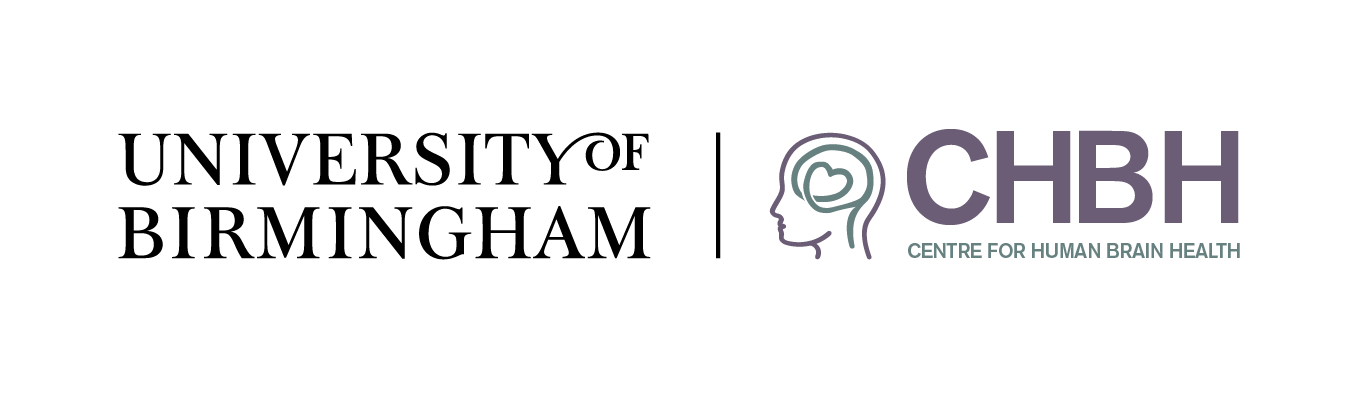 UNIVERSITY OF
BIRMINGHAM
CHBH
CENTRE FOR HUMAN BRAIN HEALTH